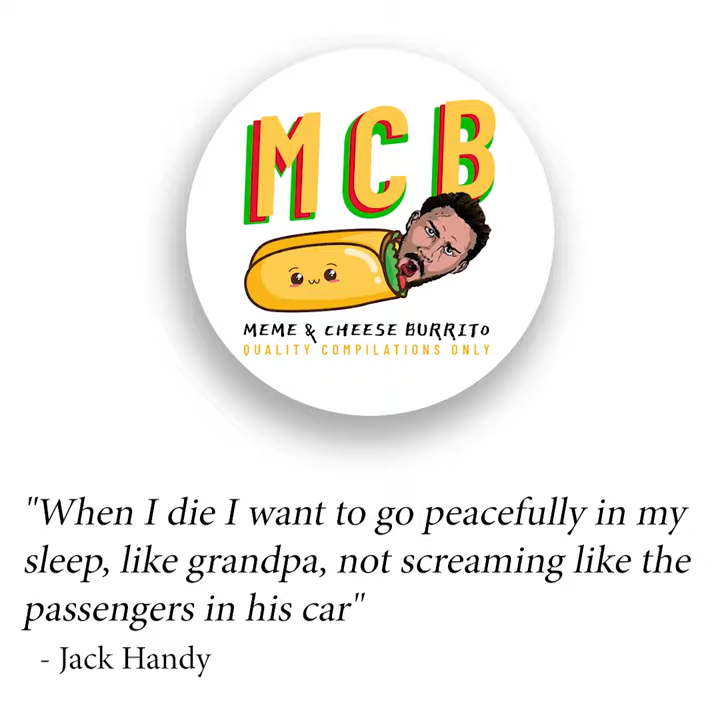 MCB
MEME & CHEESE BURRITO
QUALITY COMPILATIONS ONLY
"When I die I want to go peacefully in my
sleep, like grandpa, not screaming like the
passengers in his car"
- Jack Handy